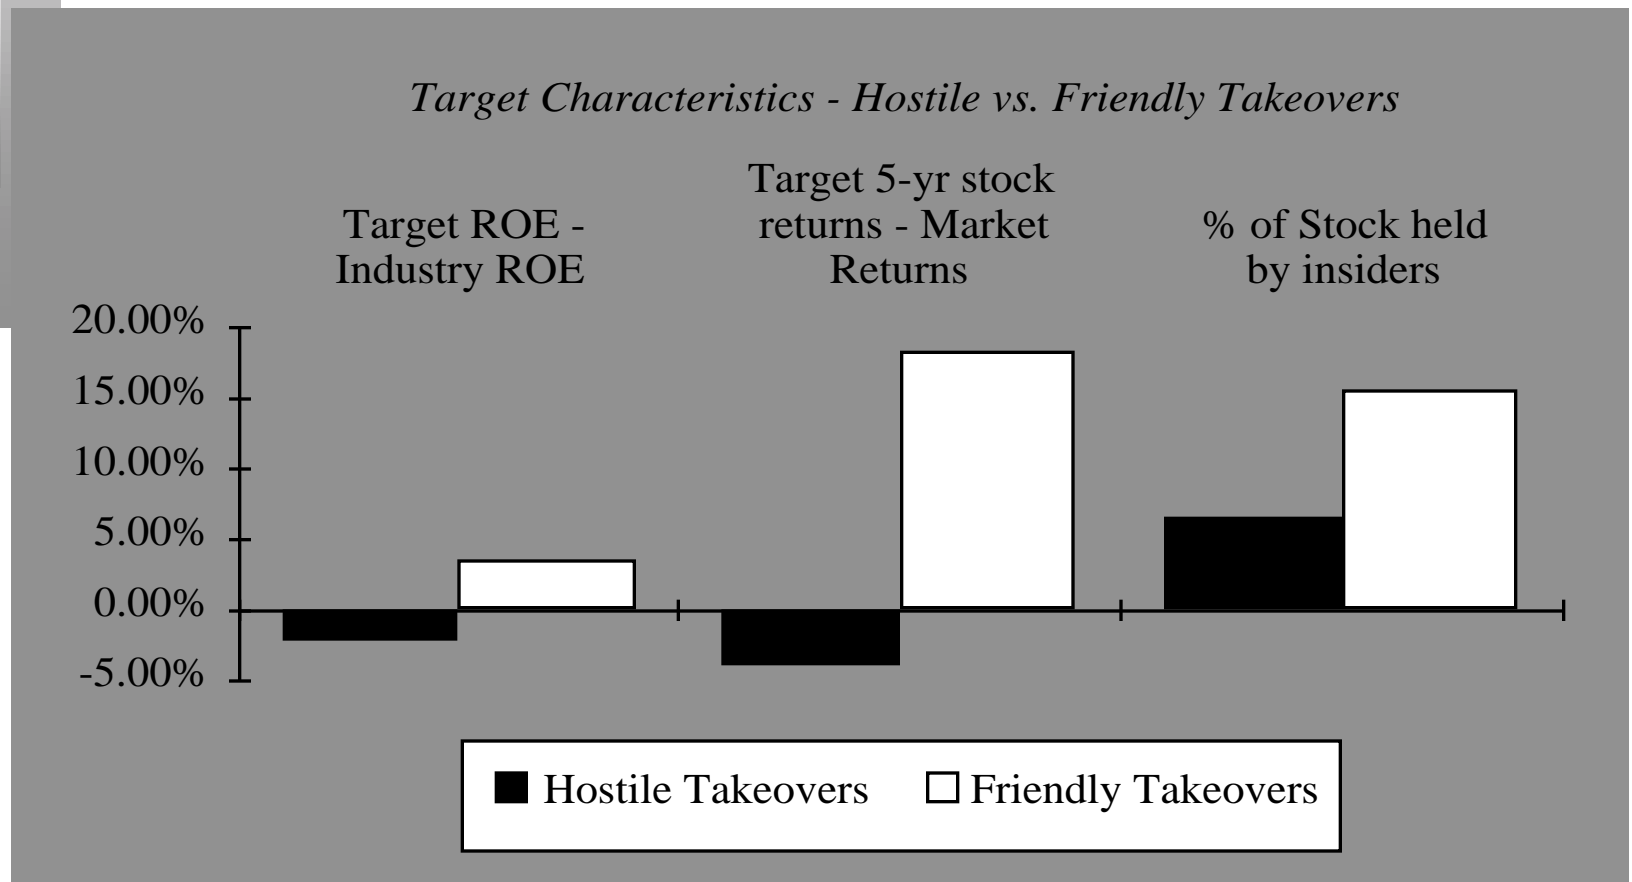 Target Characteristics - Hostile vs. Friendly Takeovers
Target ROE -
Industry ROE
Target 5-yr stock
returns - Market
Returns
% of Stock held
by insiders
20.00%
15.00%
10.00%
5.00%
0.00%
-5.00%
Hostile Takeovers
Friendly Takeovers